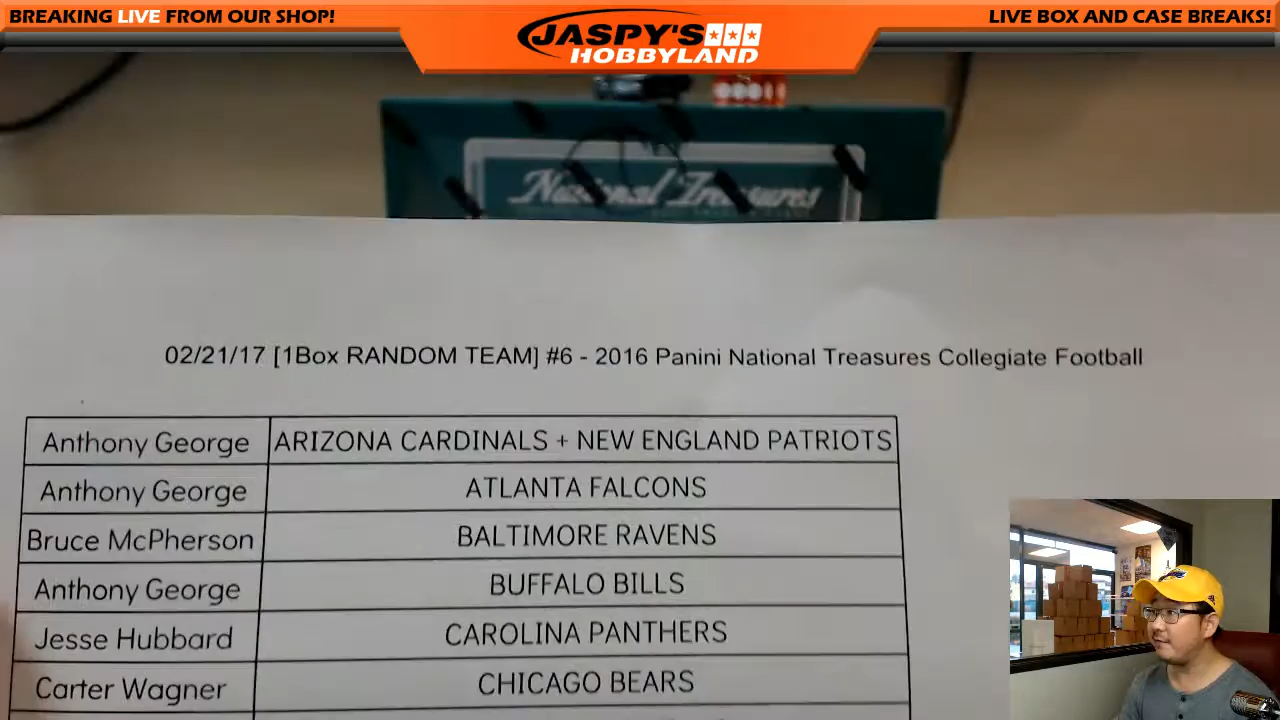 BREAKING LIVE FROM OUR SHOP!
JASPY'S
HOBBYLAND
LIVE BOX AND CASE BREAKS!
National Treasures
02/21/17 [1Box RANDOM TEAM] #6 - 2016 Panini National Treasures Collegiate Football
Anthony George ARIZONA CARDINALS + NEW ENGLAND PATRIOTS
Anthony George ATLANTA FALCONS
Bruce McPherson BALTIMORE RAVENS
Anthony George BUFFALO BILLS
Jesse Hubbard CAROLINA PANTHERS
Carter Wagner CHICAGO BEARS